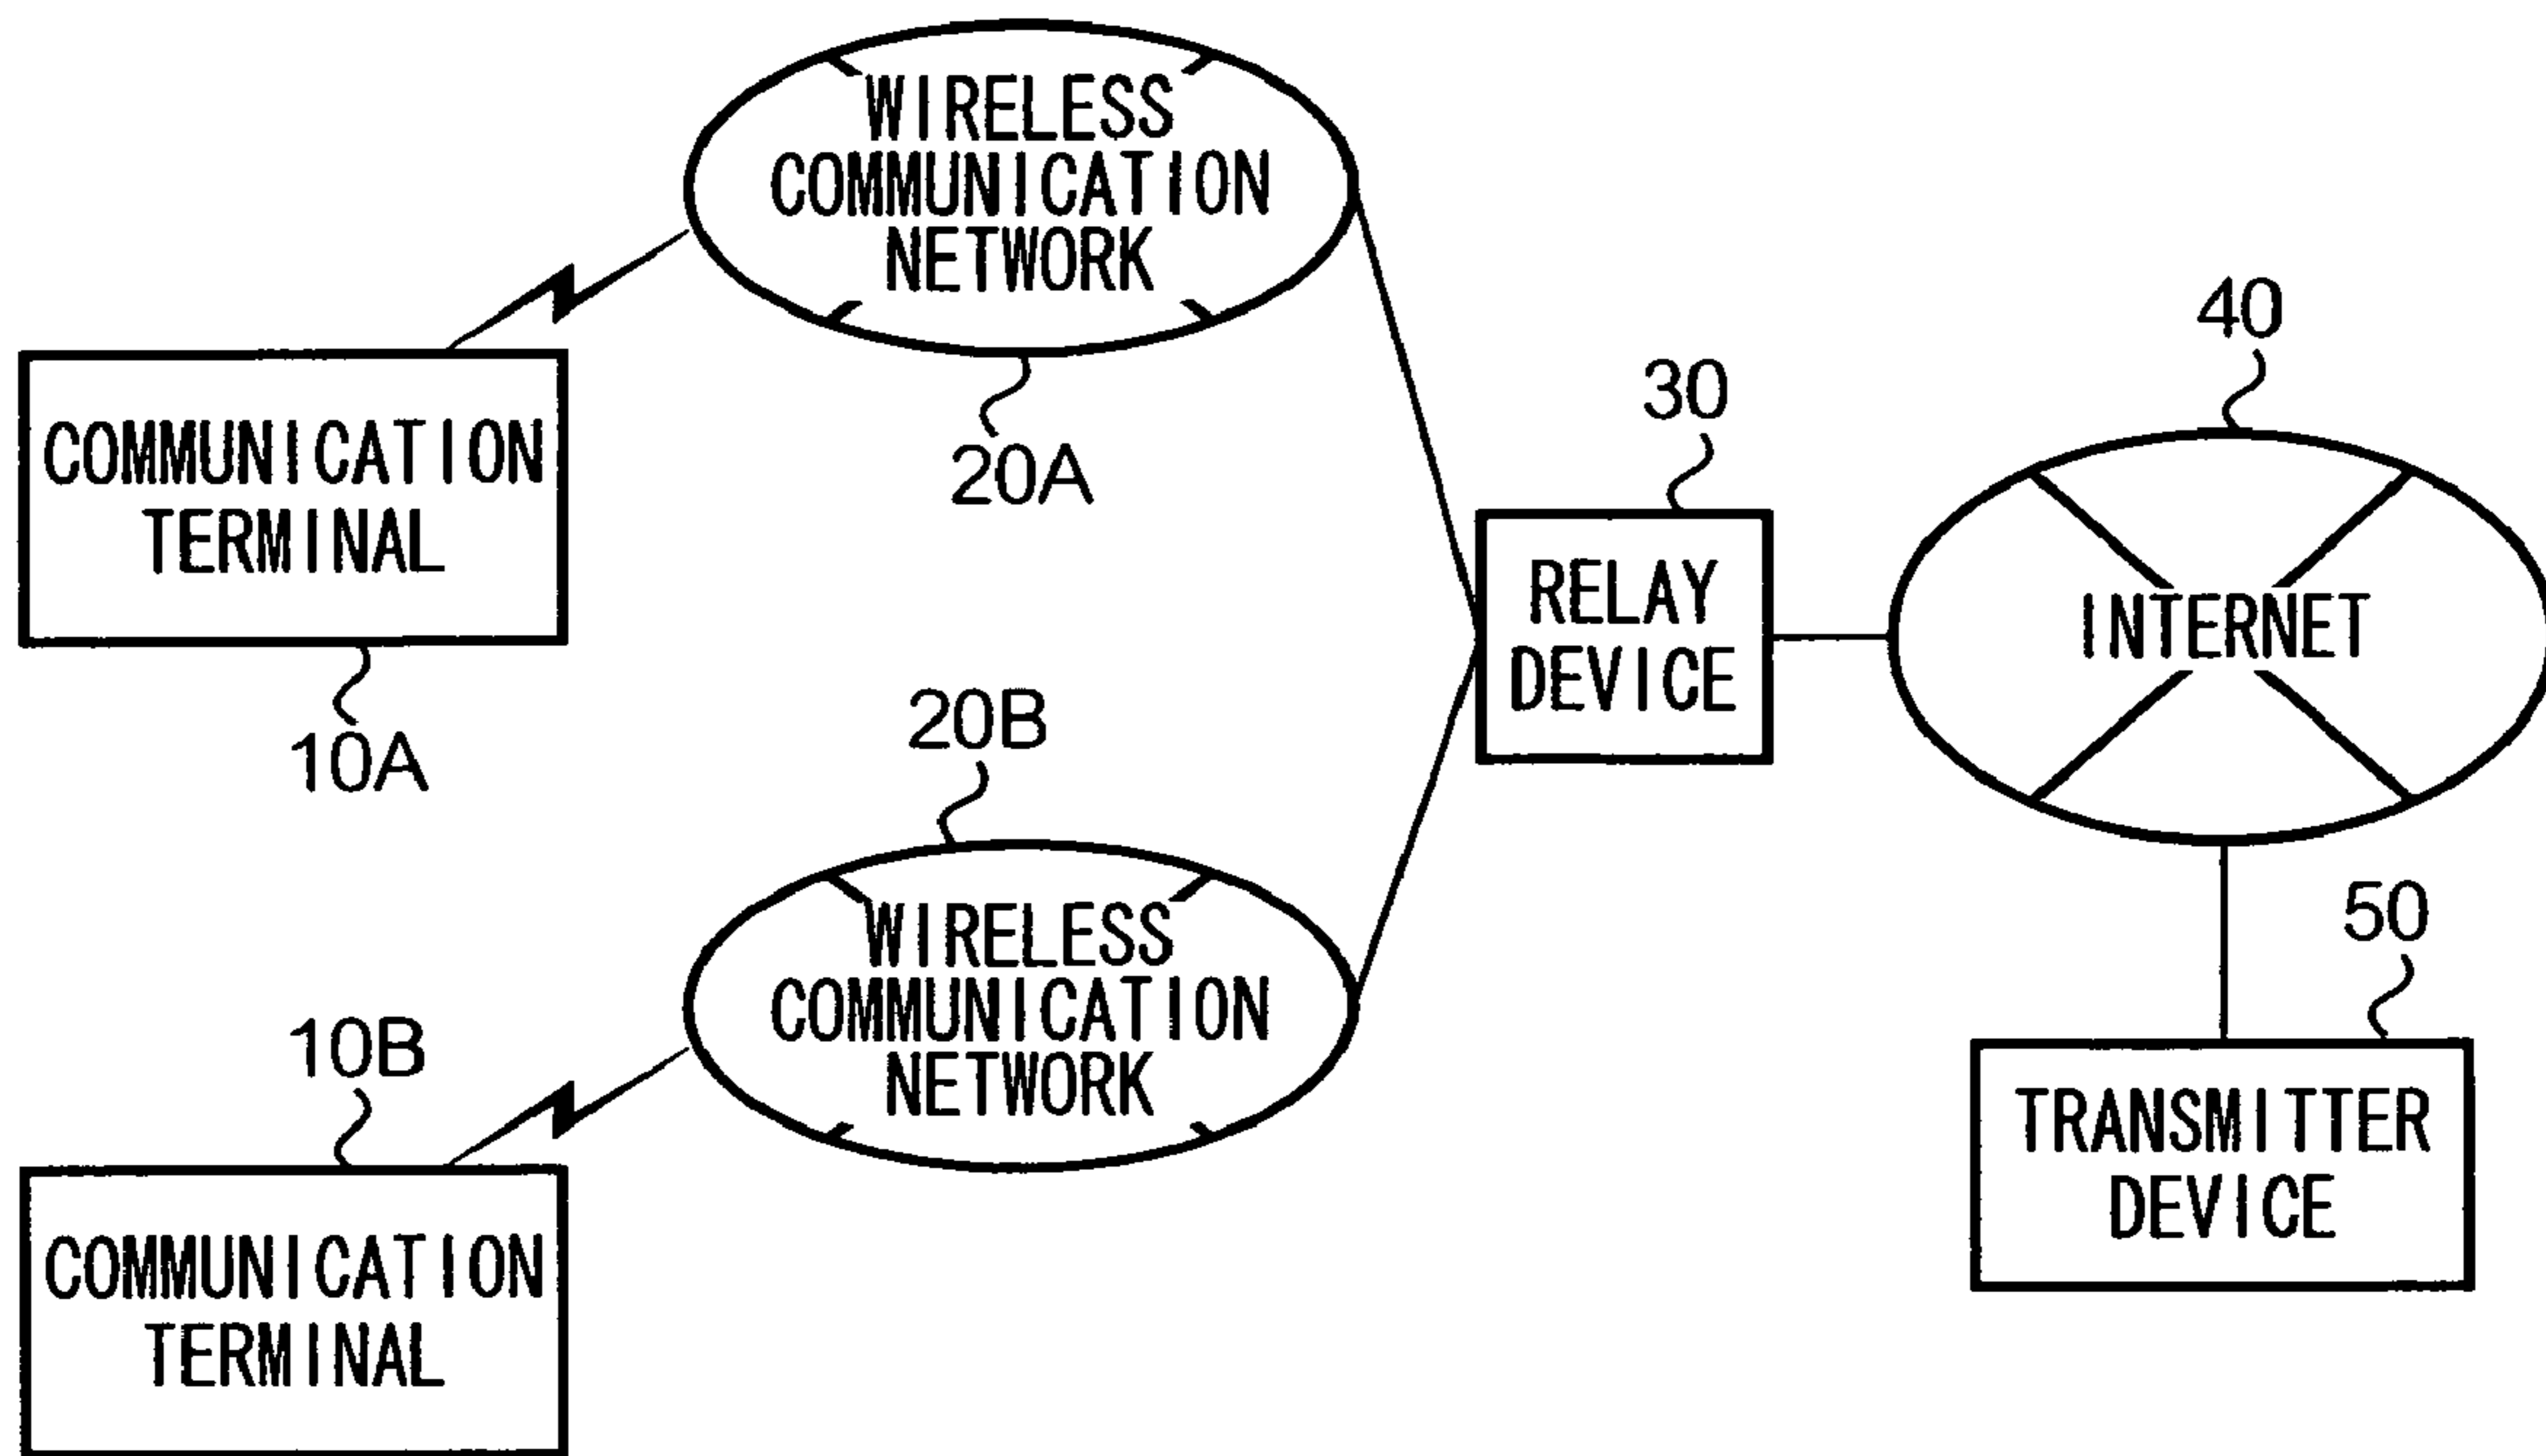 WIRELESS
COMMUNICATION
NETWORK
20A
COMMUNICATION
TERMINAL
10A
30
RELAY
DEVICE
40
INTERNET
20B
WIRELESS
COMMUNICATION
NETWORK
10B
COMMUNICATION
TERMINAL
50
TRANSMITTER
DEVICE